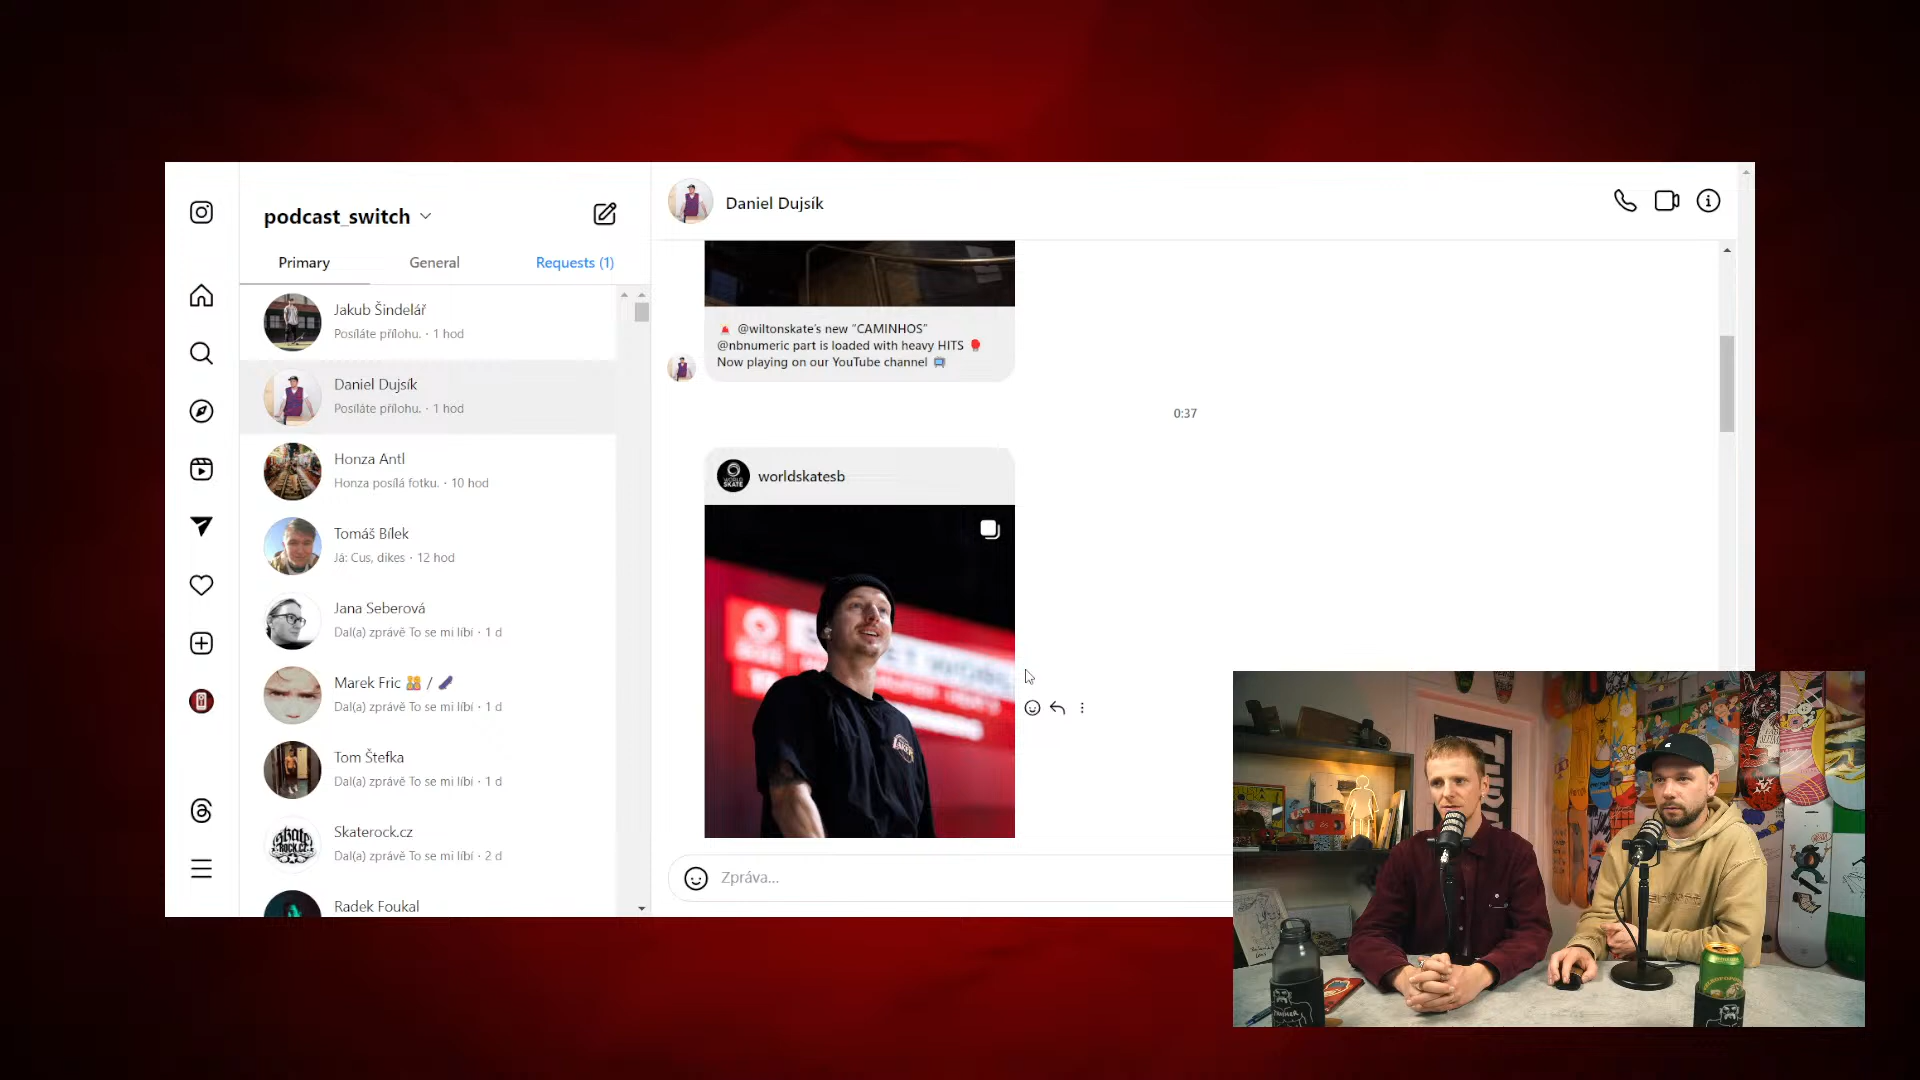 podcast_switch
Primary
General
Requests (1)
Jakub Šindelář
Posíláte přílohu. · 1 hod
Daniel Dujsík
Posíláte přílohu. · 1 hod
Honza Antl
Honza posílá fotku. · 10 hod
Tomáš Bílek
Já: Cus, dikes · 12 hod
Jana Seberová
Dal(a) zprávě To se mi líbí · 1 d
Marek Fric 👫 / 🛹
Dal(a) zprávě To se mi líbí · 1 d
Tom Štefka
Dal(a) zprávě To se mi líbí · 1 d
Skaterock.cz
Dal(a) zprávě To se mi líbí · 2 d
Radek Foukal
Daniel Dujsík
🚨 @wiltonskate's new "CAMINHOS"
@nbnumeric part is loaded with heavy HITS 🥊
Now playing on our YouTube channel 📺
0:37
WORLD
SKATE
worldskatesb
Zpráva...